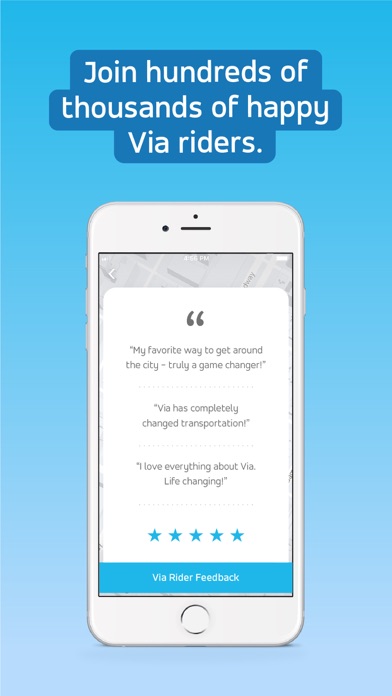 Join hundreds of
thousands of happy
Via riders.
4:56 PM
“
“My favorite way to get around
the city – truly a game changer!”
“Via has completely
changed transportation!”
“I love everything about Via.
Life changing!”
Via Rider Feedback